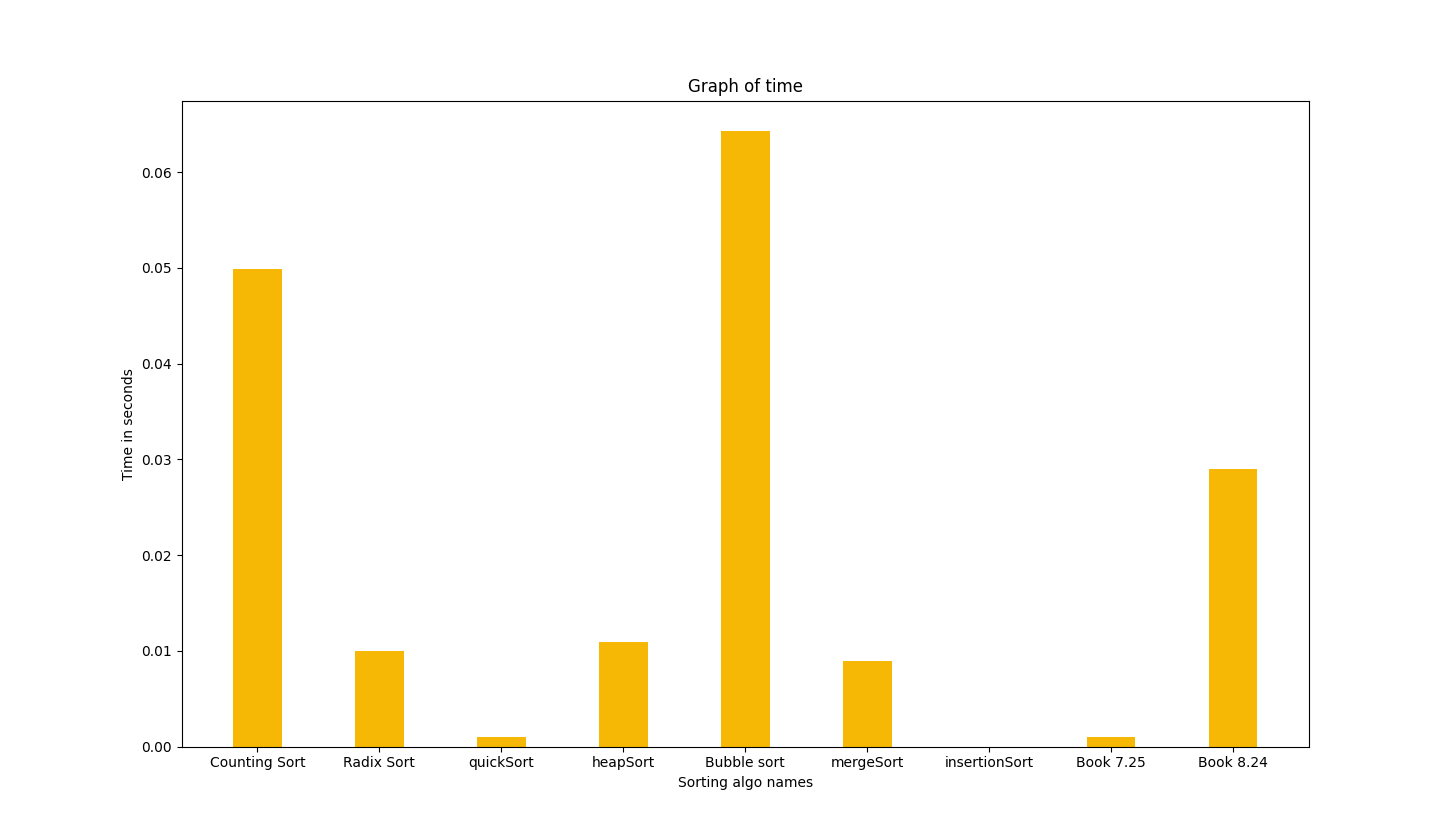 Graph of time
0.06
0.05
0.04
0.03
0.02
0.01
0.00
Time in seconds
Counting Sort Radix Sort quickSort heapSort Bubble sort mergeSort insertionSort Book 7.25 Book 8.24
Sorting algo names